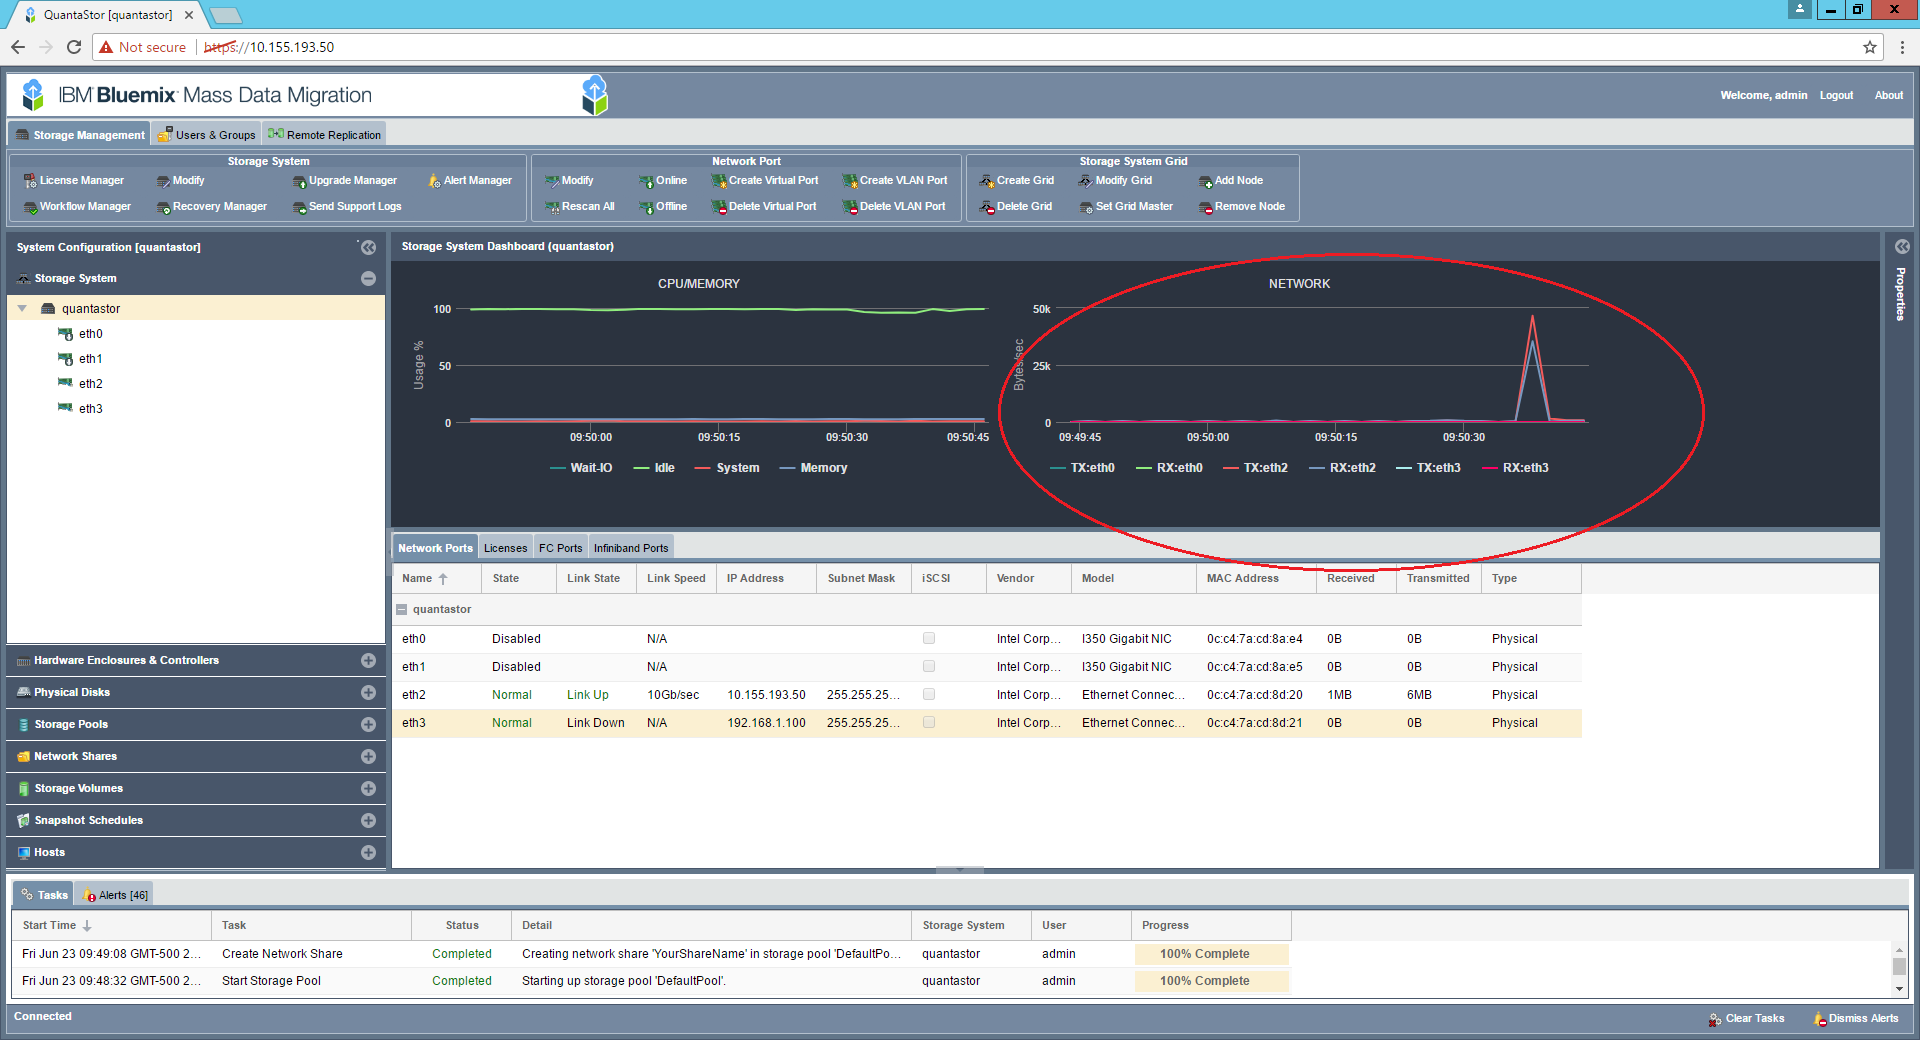 QuantaStor [quantastor]
Not secure https://10.155.193.50
IBM Bluemix Mass Data Migration
Welcome, admin Logout About
Storage Management Users & Groups Remote Replication
Storage System Network Port Storage System Grid
License Manager Modify Upgrade Manager Alert Manager Modify Online Create Virtual Port Create VLAN Port Create Grid Modify Grid Add Node
Workflow Manager Recovery Manager Send Support Logs Rescan All Offline Delete Virtual Port Delete VLAN Port Delete Grid Set Grid Master Remove Node
System Configuration [quantastor]
Storage System
quantastor
eth0
eth1
eth2
eth3
Hardware Enclosures & Controllers
Physical Disks
Storage Pools
Network Shares
Storage Volumes
Snapshot Schedules
Hosts
Storage System Dashboard (quantastor)
CPU/MEMORY
Usage %
100
50
0
09:50:00 09:50:15 09:50:30 09:50:45
Wait-IO Idle System Memory
NETWORK
Bytes/sec
50k
25k
0
09:49:45 09:50:00 09:50:15 09:50:30
TX:eth0 RX:eth0 TX:eth2 RX:eth2 TX:eth3 RX:eth3
Properties
Network Ports Licenses FC Ports Infiniband Ports
Name State Link State Link Speed IP Address Subnet Mask iSCSI Vendor Model MAC Address Received Transmitted Type
quantastor
eth0 Disabled N/A Intel Corp... I350 Gigabit NIC 0c:c4:7a:cd:8a:e4 0B 0B Physical
eth1 Disabled N/A Intel Corp... I350 Gigabit NIC 0c:c4:7a:cd:8a:e5 0B 0B Physical
eth2 Normal Link Up 10Gb/sec 10.155.193.50 255.255.25... Intel Corp... Ethernet Connec... 0c:c4:7a:cd:8d:20 1MB 6MB Physical
eth3 Normal Link Down N/A 192.168.1.100 255.255.25... Intel Corp... Ethernet Connec... 0c:c4:7a:cd:8d:21 0B 0B Physical
Tasks Alerts [46]
Start Time Task Status Detail Storage System User Progress
Fri Jun 23 09:49:08 GMT-500 2... Create Network Share Completed Creating network share 'YourShareName' in storage pool 'DefaultPo... quantastor admin 100% Complete
Fri Jun 23 09:48:32 GMT-500 2... Start Storage Pool Completed Starting up storage pool 'DefaultPool'. quantastor admin 100% Complete
Connected Clear Tasks Dismiss Alerts